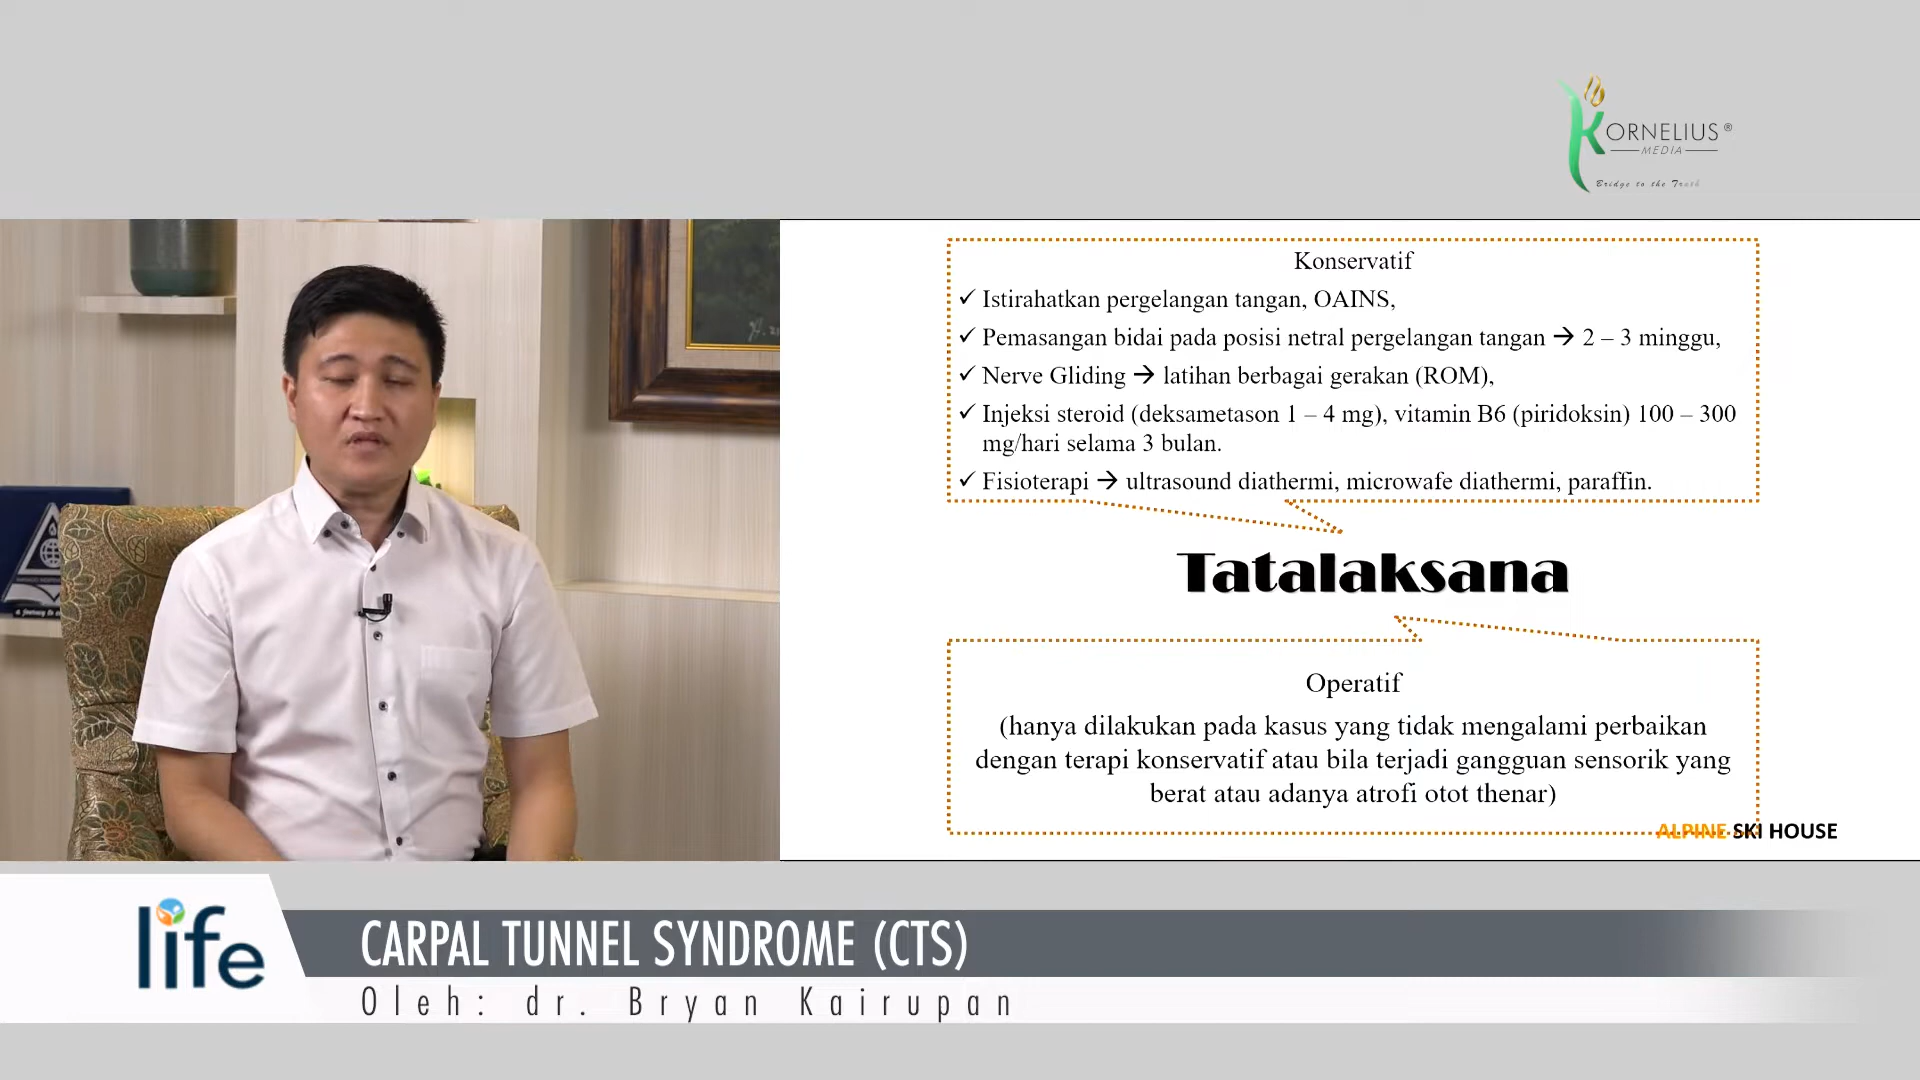 KORNELIUS®
MEDIA
Bridge to the Truth
Konservatif
✓ Istirahatkan pergelangan tangan, OAINS,
✓ Pemasangan bidai pada posisi netral pergelangan tangan → 2 – 3 minggu,
✓ Nerve Gliding → latihan berbagai gerakan (ROM),
✓ Injeksi steroid (deksametason 1 – 4 mg), vitamin B6 (piridoksin) 100 – 300
mg/hari selama 3 bulan.
✓ Fisioterapi → ultrasound diathermi, microwafe diathermi, paraffin.
Tatalaksana
Operatif
(hanya dilakukan pada kasus yang tidak mengalami perbaikan
dengan terapi konservatif atau bila terjadi gangguan sensorik yang
berat atau adanya atrofi otot thenar)
ALPINE SKI HOUSE
life
CARPAL TUNNEL SYNDROME (CTS)
Oleh: dr. Bryan Kairupan